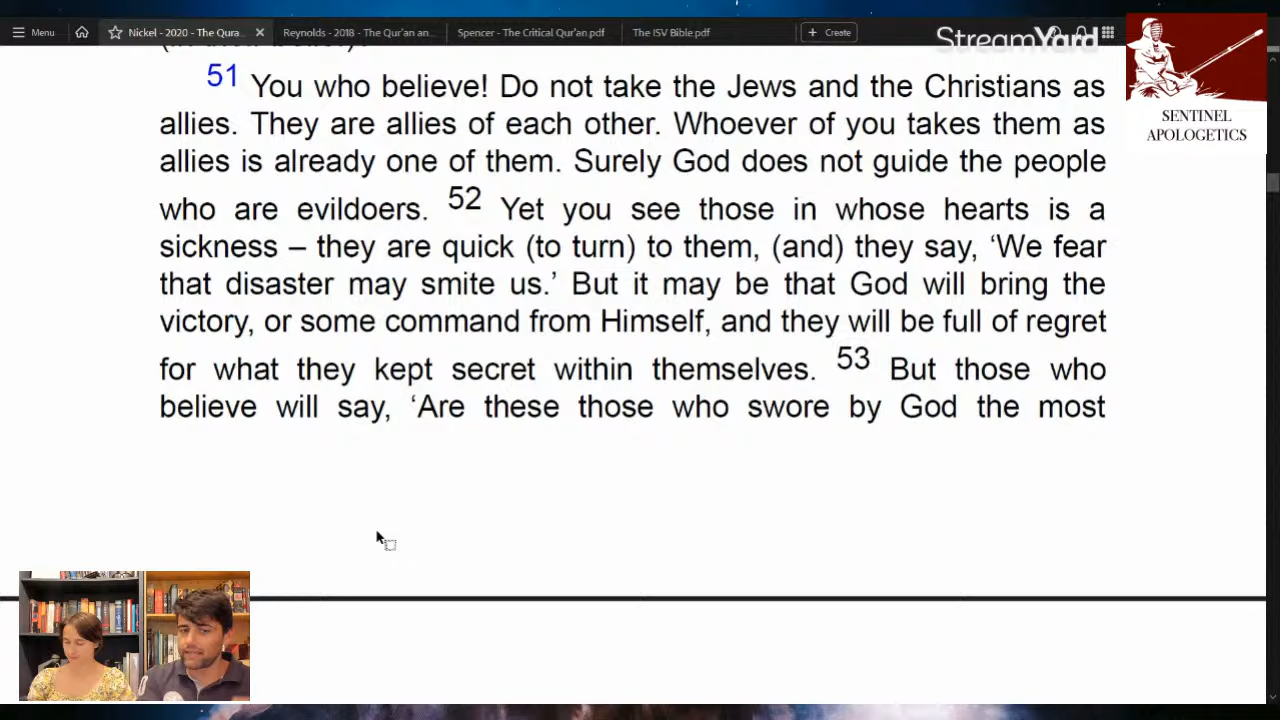 Menu
Nickel - 2020 - The Qura...
Reynolds - 2018 - The Qur'an an...
Spencer - The Critical Qur'an.pdf
The ISV Bible.pdf
+ Create
StreamYard
SENTINEL
APOLOGETICS
51 You who believe! Do not take the Jews and the Christians as
allies. They are allies of each other. Whoever of you takes them as
allies is already one of them. Surely God does not guide the people
who are evildoers. 52 Yet you see those in whose hearts is a
sickness – they are quick (to turn) to them, (and) they say, ‘We fear
that disaster may smite us.’ But it may be that God will bring the
victory, or some command from Himself, and they will be full of regret
for what they kept secret within themselves. 53 But those who
believe will say, ‘Are these those who swore by God the most